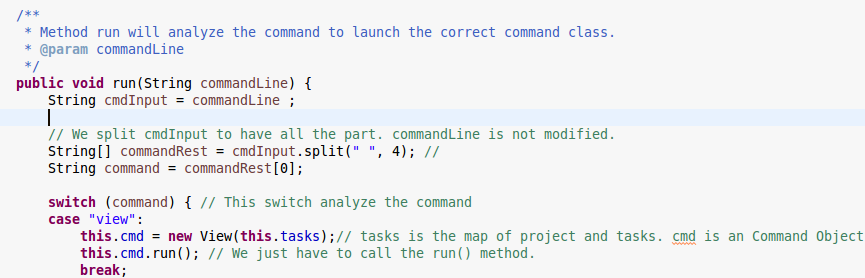 /**
 * Method run will analyze the command to launch the correct command class.
 * @param commandLine
 */
public void run(String commandLine) {
    String cmdInput = commandLine ;
    // We split cmdInput to have all the part. commandLine is not modified.
    String[] commandRest = cmdInput.split(" ", 4); //
    String command = commandRest[0];
    switch (command) { // This switch analyze the command
    case "view":
        this.cmd = new View(this.tasks);// tasks is the map of project and tasks. cmd is an Command Object
        this.cmd.run(); // We just have to call the run() method.
        break;